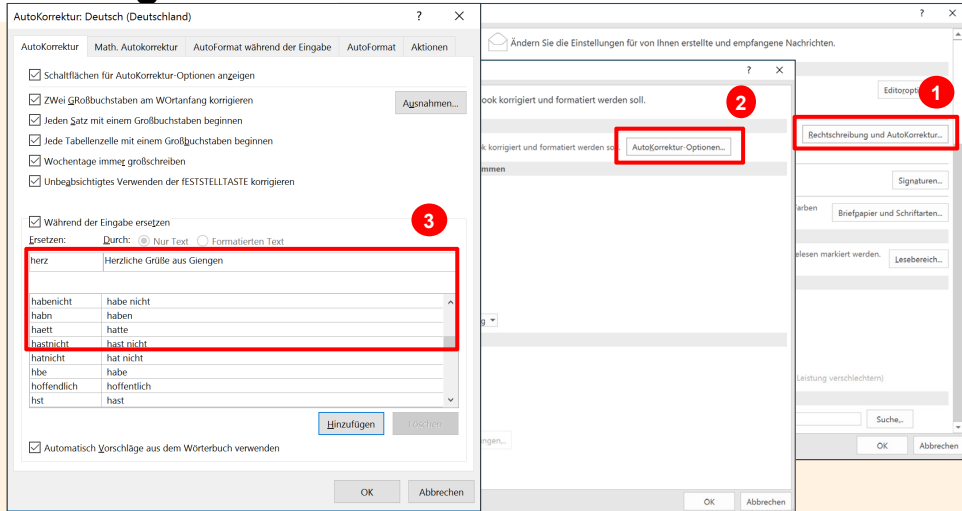 AutoKorrektur: Deutsch (Deutschland)
AutoKorrektur Math. Autokorrektur AutoFormat während der Eingabe AutoFormat Aktionen
Schaltflächen für AutoKorrektur-Optionen anzeigen
ZWei GRoßbuchstaben am WOrtanfang korrigieren
Ausnahmen...
Jeden Satz mit einem Großbuchstaben beginnen
Jede Tabellenzelle mit einem Großbuchstaben beginnen
Wochentage immer großschreiben
Unbeabsichtigtes Verwenden der fESTSTELLTASTE korrigieren
Während der Eingabe ersetzen
3
Ersetzen: Durch: Nur Text Formatierten Text
herz Herzliche Grüße aus Giengen
habenicht habe nicht
habn haben
haett hatte
hastnicht hast nicht
hatnicht hat nicht
hbe habe
hoffendlich hoffentlich
hst hast
Hinzufügen Löschen
Automatisch Vorschläge aus dem Wörterbuch verwenden
OK Abbrechen
ook korrigiert und formatiert werden soll.
2
k korrigiert und formatiert werden so AutoKorrektur-Optionen...
mmen
g
ngen...
OK Abbrechen
Ändern Sie die Einstellungen für von Ihnen erstellte und empfangene Nachrichten.
Editoropti
1
Rechtschreibung und AutoKorrektur...
Signaturen...
arben Briefpapier und Schriftarten...
elesen markiert werden. Lesebereich...
Leistung verschlechtern)
Suche...
OK Abbrechen